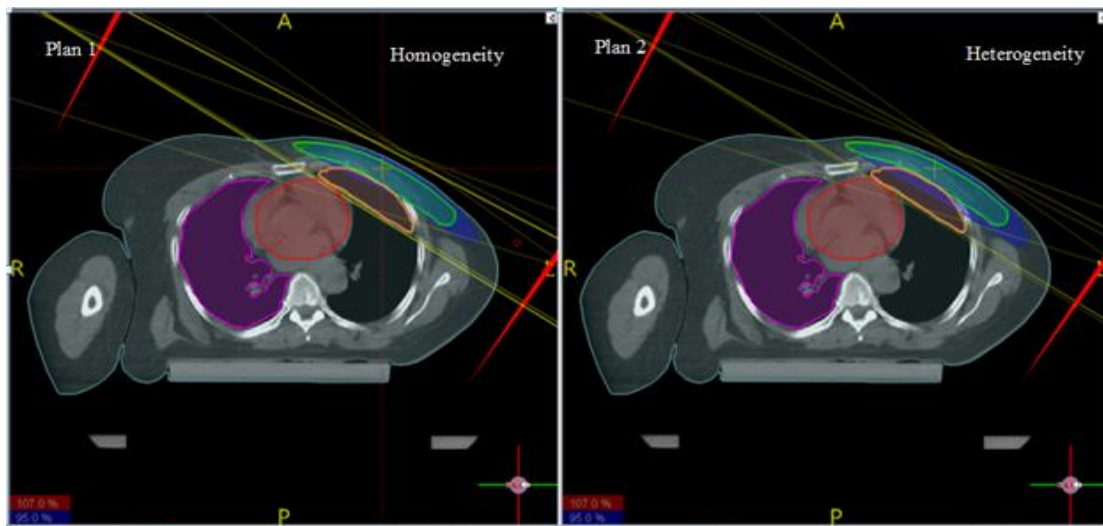 Plan 1
A
Homogeneity
R
L
P
107.0 %
95.0 %
Plan 2
A
Heterogeneity
R
L
P
107.0 %
95.0 %